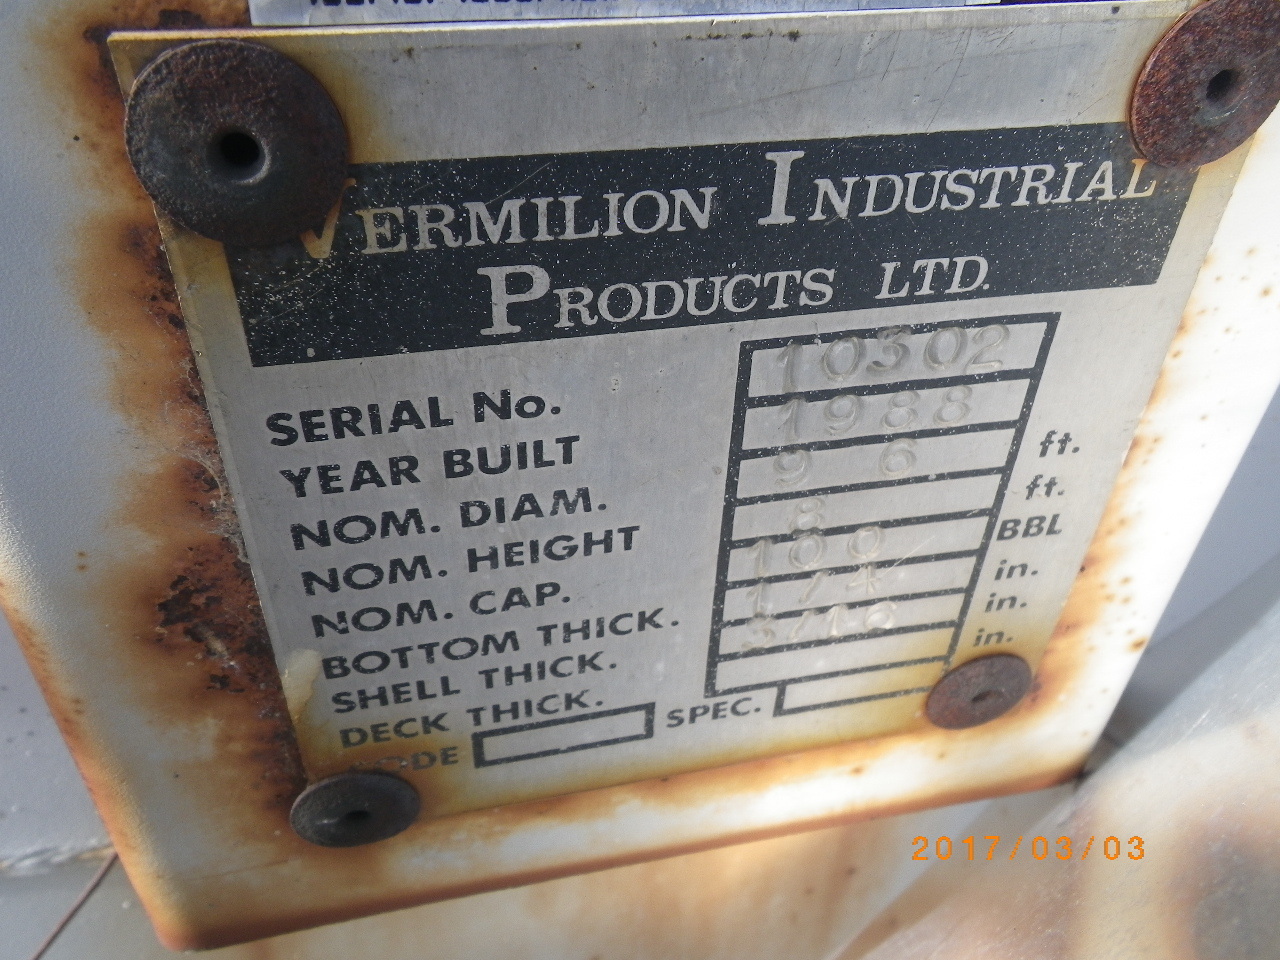 VERMILION INDUSTRIAL
PRODUCTS LTD.
SERIAL No. 10302
YEAR BUILT 1988
NOM. DIAM. 9 6 ft.
NOM. HEIGHT 8 ft.
NOM. CAP. 100 BBL
BOTTOM THICK. 1/4 in.
SHELL THICK. 3/16 in.
DECK THICK. in.
CODE SPEC.
2017/03/03